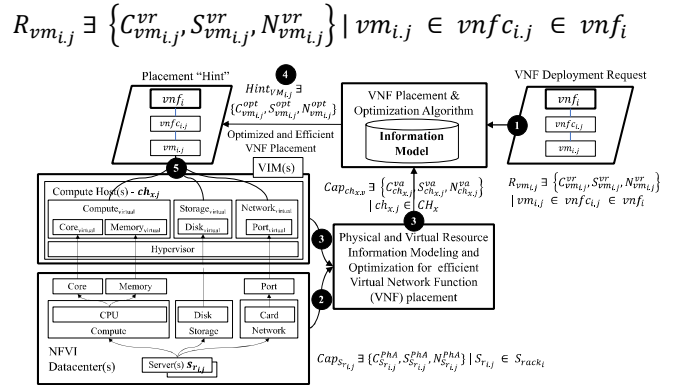 R_{vm_{i.j}} ∃ {C^{vr}_{vm_{i.j}}, S^{vr}_{vm_{i.j}}, N^{vr}_{vm_{i.j}}} | vm_{i.j} ∈ vnfc_{i.j} ∈ vnf_i
Placement "Hint"
vnf_i
vnfc_{i.j}
vm_{i.j}
4
Hint_{VM_{i.j}} ∃
{C^{opt}_{vm_{i.j}}, S^{opt}_{vm_{i.j}}, N^{opt}_{vm_{i.j}}}
Optimized and Efficient
VNF Placement
VNF Placement &
Optimization Algorithm
Information
Model
1
VNF Deployment Request
vnf_i
vnfc_{i.j}
vm_{i.j}
R_{vm_{i.j}} ∃ {C^{vr}_{vm_{i.j}}, S^{vr}_{vm_{i.j}}, N^{vr}_{vm_{i.j}}}
| vm_{i.j} ∈ vnfc_{i.j} ∈ vnf_i
5
VIM(s)
Compute Host(s) - ch_{x.j}
Compute_{virtual}
Core_{virtual}
Memory_{virtual}
Storage_{virtual}
Disk_{virtual}
Network_{virtual}
Port_{virtual}
Hypervisor
Cap_{ch_{x.v}} ∃ {C^{va}_{ch_{x.j}}, S^{va}_{ch_{x.j}}, N^{va}_{ch_{x.j}}}
| ch_{x.j} ∈ CH_x
3
3
Physical and Virtual Resource
Information Modeling and
Optimization for efficient
Virtual Network Function
(VNF) placement
2
Core
Memory
Port
CPU
Compute
Disk
Storage
Card
Network
NFVI
Datacenter(s)
Server(s) S_{r_{i.j}}
Cap_{S_{r_{i.j}}} ∃ {C^{PhA}_{S_{r_{i.j}}}, S^{PhA}_{S_{r_{i.j}}}, N^{PhA}_{S_{r_{i.j}}}} | S_{r_{i.j}} ∈ S_{rack_i}